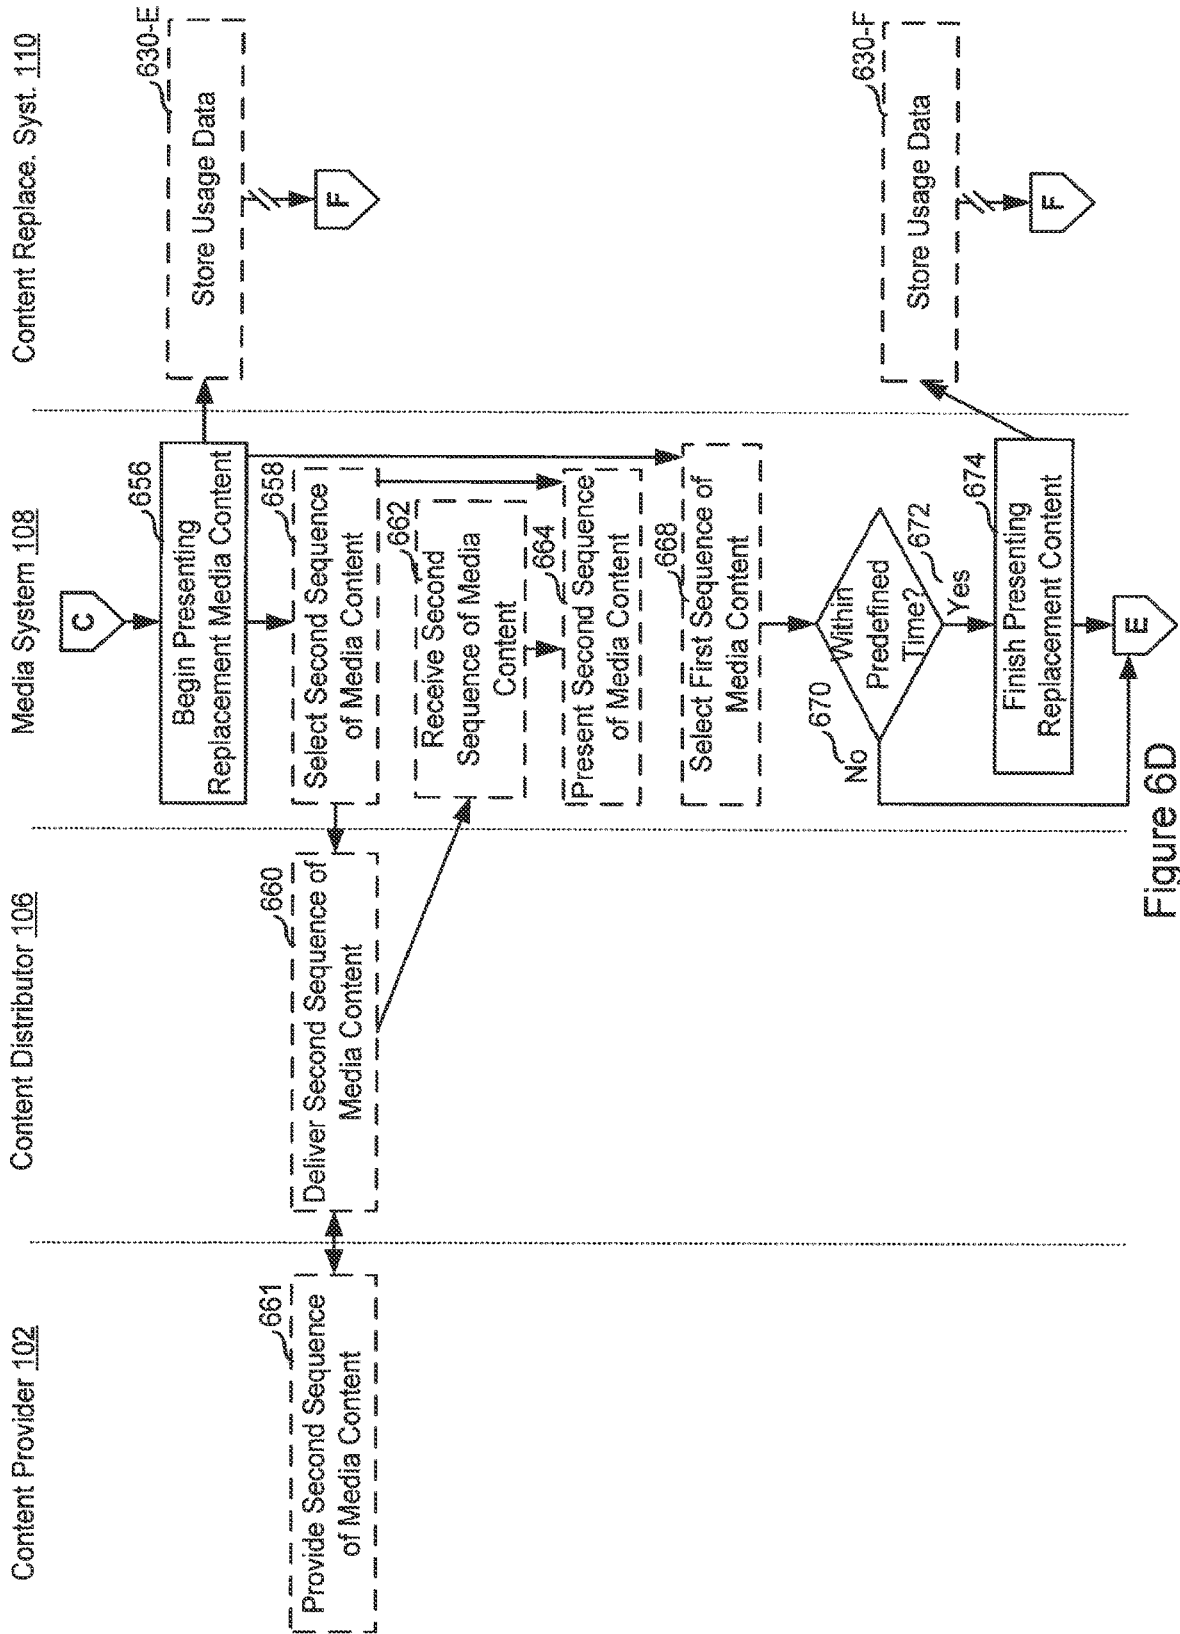 Content Provider 102
Content Distributor 106
Media System 108
Content Replace. Syst. 110
C
656
Begin Presenting
Replacement Media Content
630-E
Store Usage Data
F
661
Provide Second Sequence
of Media Content
660
Deliver Second Sequence of
Media Content
658
Select Second Sequence
of Media Content
662
Receive Second
Sequence of Media
Content
664
Present Second Sequence
of Media Content
668
Select First Sequence of
Media Content
Within
Predefined
Time?
670
No
672
Yes
674
Finish Presenting
Replacement Content
630-F
Store Usage Data
F
E
Figure 6D